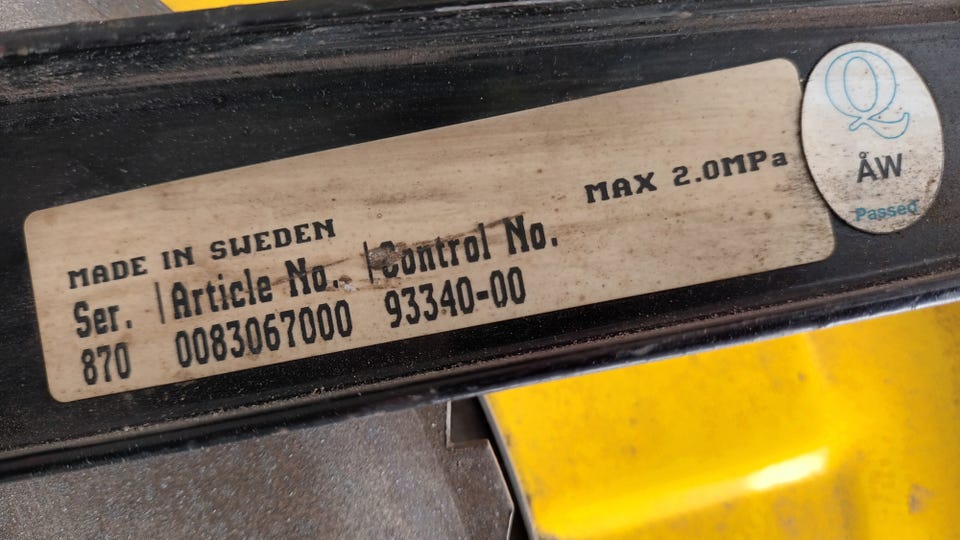 MADE IN SWEDEN
MAX 2.0MPa
Ser. |Article No. |Control No.
870 0083067000 93340-00
Q
ÅW
Passed